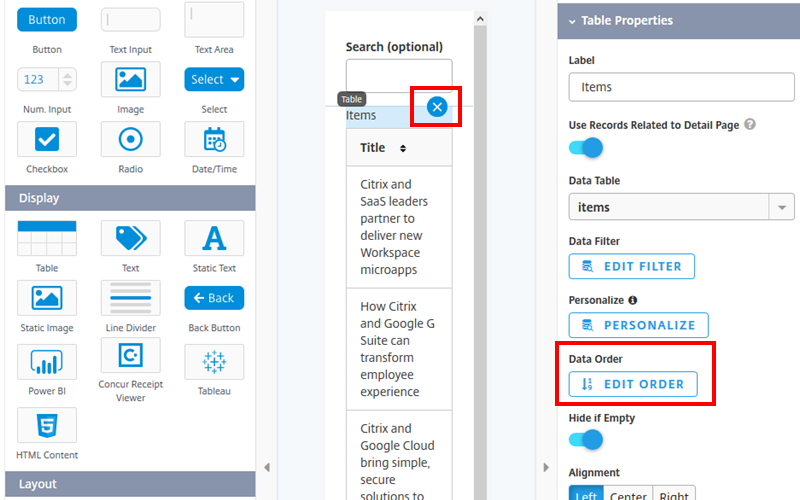 Button
Button
Text Input
Text Area
123
Num. Input
Image
Select
Select
Checkbox
Radio
Date/Time
Display
Table
Text
A
Static Text
Static Image
Line Divider
Back
Back Button
Power BI
Concur Receipt
Viewer
Tableau
HTML Content
Layout
Search (optional)
Table
Items
Title
Citrix and
SaaS leaders
partner to
deliver new
Workspace
microapps
How Citrix
and Google G
Suite can
transform
employee
experience
Citrix and
Google Cloud
bring simple,
secure
solutions to
Table Properties
Label
Items
Use Records Related to Detail Page
Data Table
items
Data Filter
EDIT FILTER
Personalize
PERSONALIZE
Data Order
EDIT ORDER
Hide if Empty
Alignment
Left Center Right